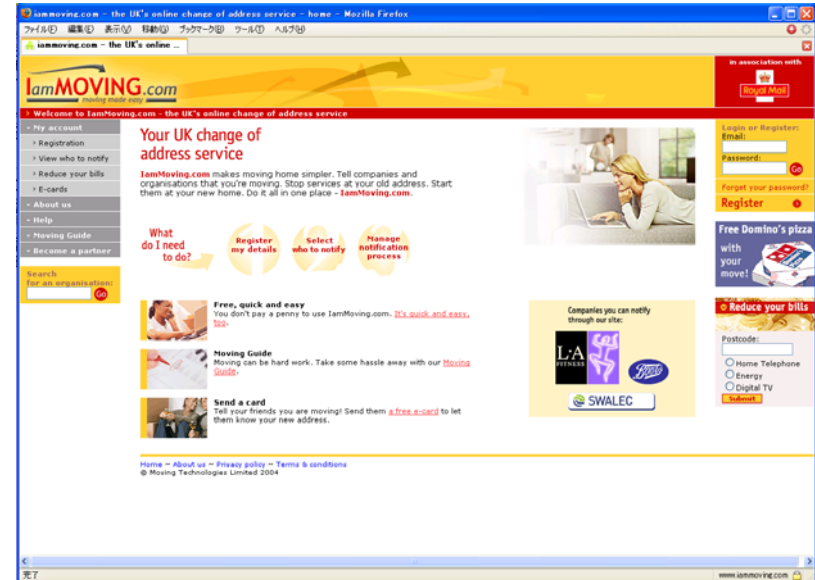 iammoving.com - the UK's online change of address service - home - Mozilla Firefox
ファイル(F) 編集(E) 表示(V) 移動(G) ブックマーク(B) ツール(T) ヘルプ(H)
iammoving.com - the UK's online ...
IamMOVING.com
moving made easy
in association with
Royal Mail
> Welcome to IamMoving.com - the UK's online change of address service
- My account
> Registration
> View who to notify
> Reduce your bills
> E-cards
- About us
- Help
- Moving Guide
- Become a partner
Search
for an organisation:
Go
Your UK change of
address service
IamMoving.com makes moving home simpler. Tell companies and
organisations that you're moving. Stop services at your old address. Start
them at your new home. Do it all in one place - IamMoving.com.
What
do I need
to do?
1
Register
my details
2
Select
who to notify
3
Manage
notification
process
Free, quick and easy
You don't pay a penny to use IamMoving.com. It's quick and easy,
too.
Moving Guide
Moving can be hard work. Take some hassle away with our Moving
Guide.
Send a card
Tell your friends you are moving! Send them a free e-card to let
them know your new address.
Companies you can notify
through our site:
L·A
FITNESS
Boots
SWALEC
Login or Register:
Email:
Password:
Go
Forget your password?
Register
Free Domino's pizza
with
your
move!
Reduce your bills
Postcode:
Home Telephone
Energy
Digital TV
Submit
Home ~ About us ~ Privacy policy ~ Terms & conditions
© Moving Technologies Limited 2004
完了
www.iammoving.com